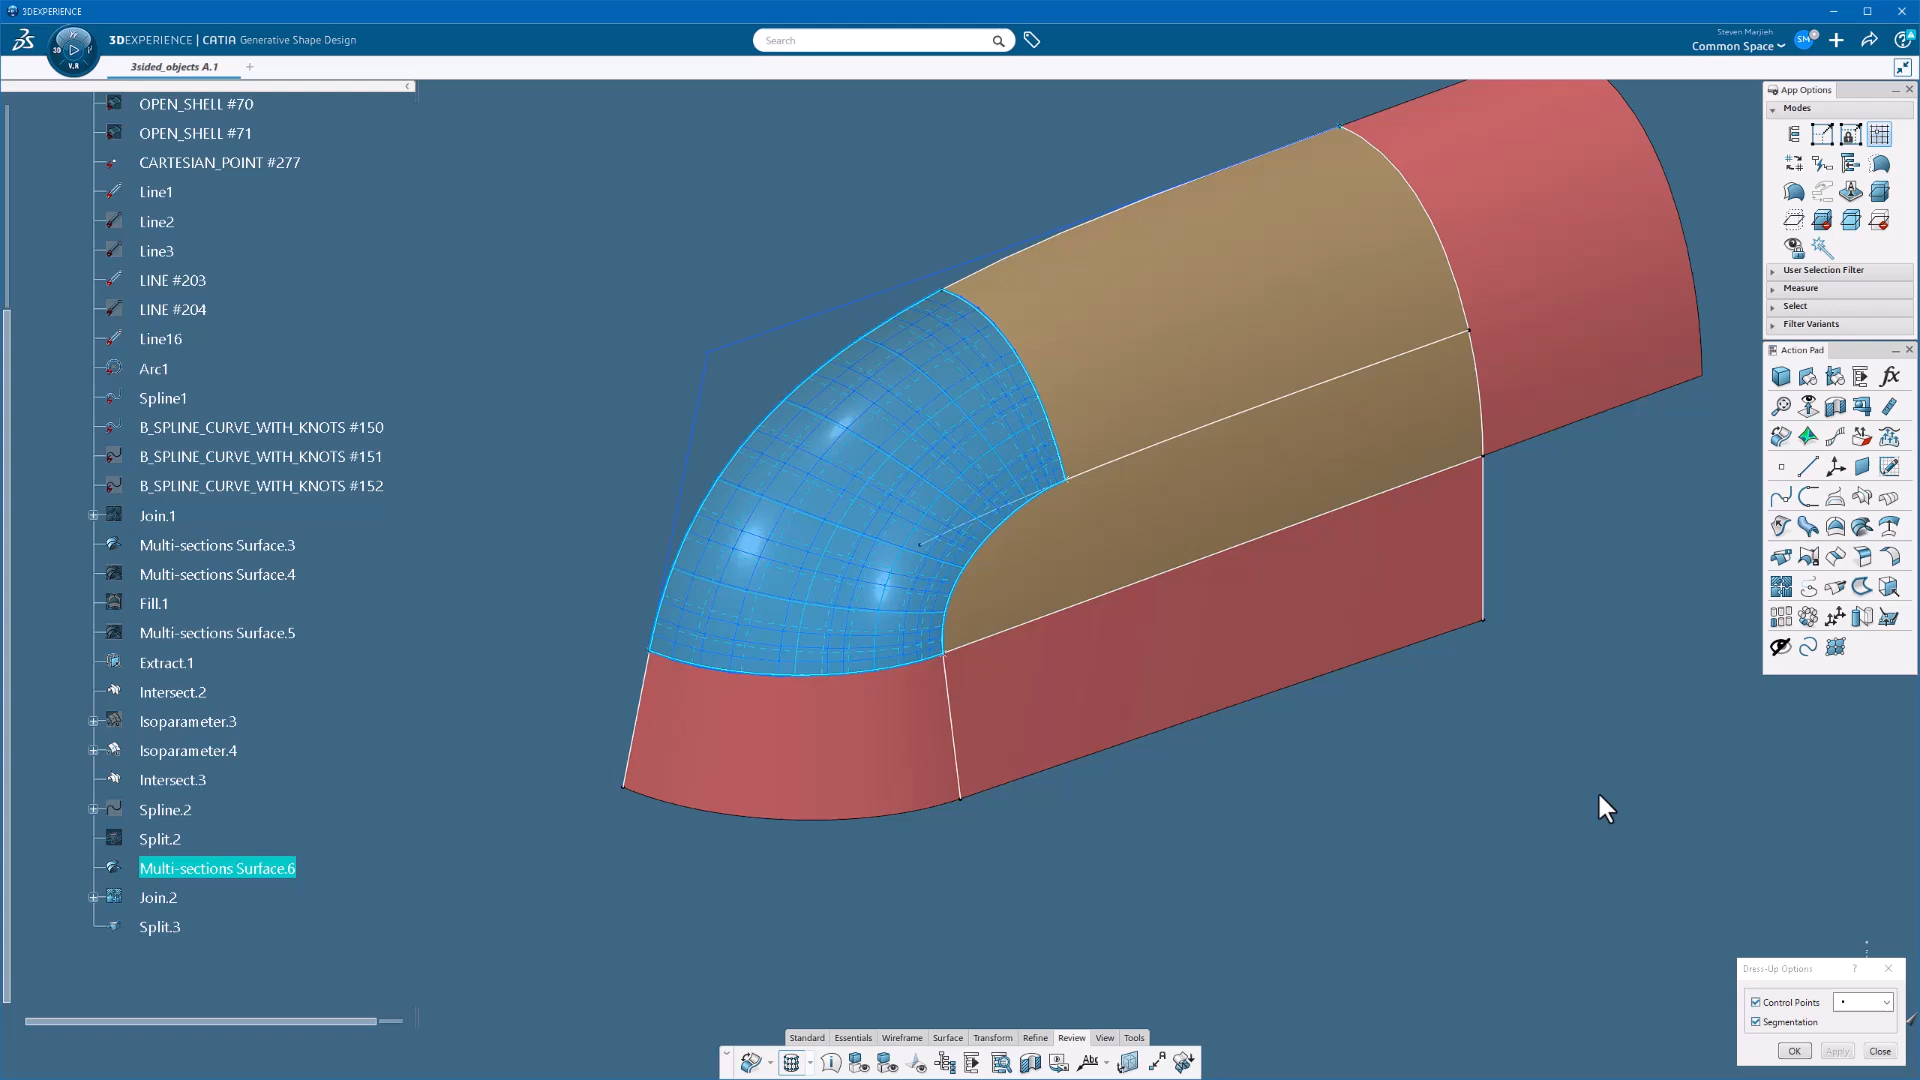 3DEXPERIENCE
3DEXPERIENCE | CATIA Generative Shape Design
Search
Steven Marjieh
Common Space
SM
3D
V.R
3sided_objects A.1
OPEN_SHELL #70
OPEN_SHELL #71
CARTESIAN_POINT #277
Line1
Line2
Line3
LINE #203
LINE #204
Line16
Arc1
Spline1
B_SPLINE_CURVE_WITH_KNOTS #150
B_SPLINE_CURVE_WITH_KNOTS #151
B_SPLINE_CURVE_WITH_KNOTS #152
Join.1
Multi-sections Surface.3
Multi-sections Surface.4
Fill.1
Multi-sections Surface.5
Extract.1
Intersect.2
Isoparameter.3
Isoparameter.4
Intersect.3
Spline.2
Split.2
Multi-sections Surface.6
Join.2
Split.3
App Options
Modes
User Selection Filter
Measure
Select
Filter Variants
Action Pad
fx
Dress-Up Options
?
Control Points
Segmentation
OK
Apply
Close
Standard
Essentials
Wireframe
Surface
Transform
Refine
Review
View
Tools
Abc